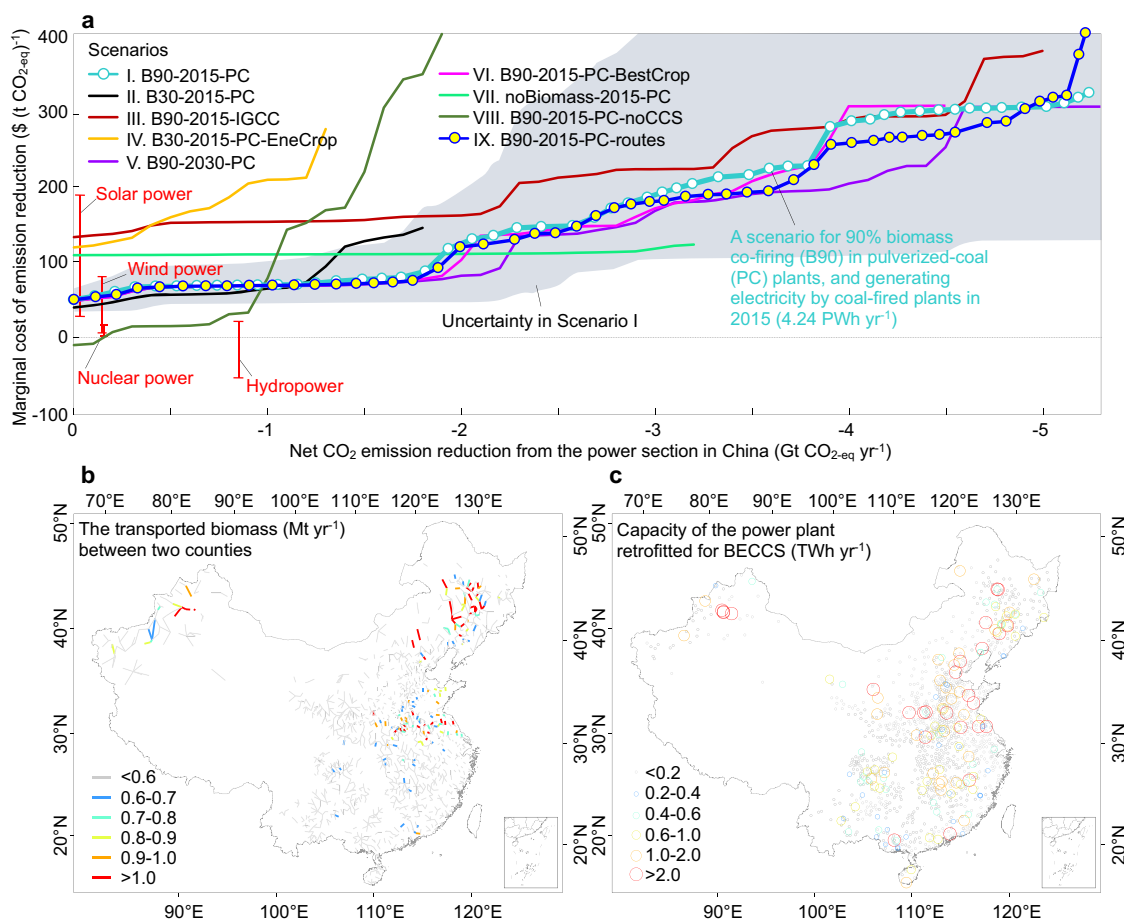 a
Marginal cost of emission reduction ($ (t CO2-eq)-1)
400
300
200
100
0
-100
Scenarios
I. B90-2015-PC
II. B30-2015-PC
III. B90-2015-IGCC
IV. B30-2015-PC-EneCrop
V. B90-2030-PC
VI. B90-2015-PC-BestCrop
VII. noBiomass-2015-PC
VIII. B90-2015-PC-noCCS
IX. B90-2015-PC-routes
Solar power
Wind power
Nuclear power
Hydropower
Uncertainty in Scenario I
A scenario for 90% biomass
co-firing (B90) in pulverized-coal
(PC) plants, and generating
electricity by coal-fired plants in
2015 (4.24 PWh yr-1)
0 -1 -2 -3 -4 -5
Net CO2 emission reduction from the power section in China (Gt CO2-eq yr-1)
b
70°E 80°E 90°E 100°E 110°E 120°E 130°E
The transported biomass (Mt yr-1)
between two counties
50°N
40°N
30°N
20°N
50°N
40°N
30°N
20°N
<0.6
0.6-0.7
0.7-0.8
0.8-0.9
0.9-1.0
>1.0
90°E 100°E 110°E 120°E
c
70°E 80°E 90°E 100°E 110°E 120°E 130°E
Capacity of the power plant
retrofitted for BECCS (TWh yr-1)
50°N
40°N
30°N
20°N
50°N
40°N
30°N
20°N
<0.2
0.2-0.4
0.4-0.6
0.6-1.0
1.0-2.0
>2.0
90°E 100°E 110°E 120°E